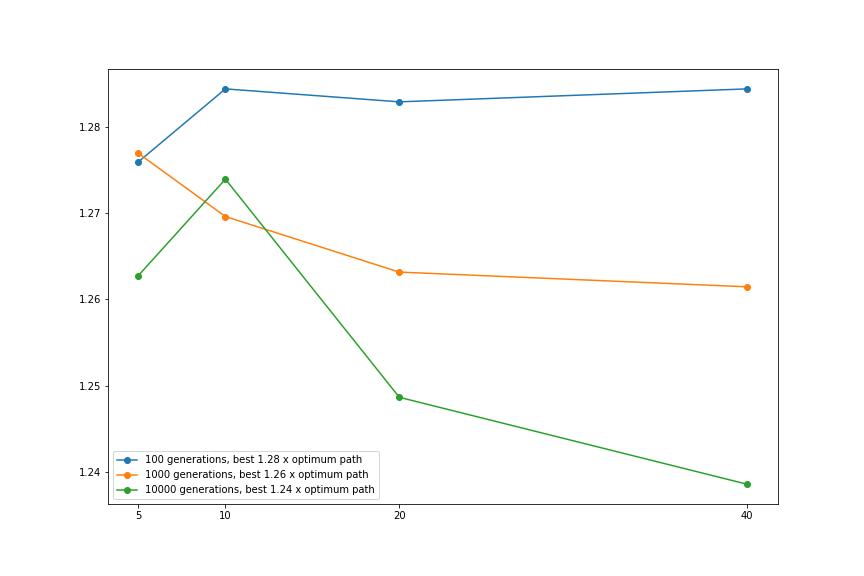 1.28
1.27
1.26
1.25
1.24
100 generations, best 1.28 x optimum path
1000 generations, best 1.26 x optimum path
10000 generations, best 1.24 x optimum path
5 10 20 40